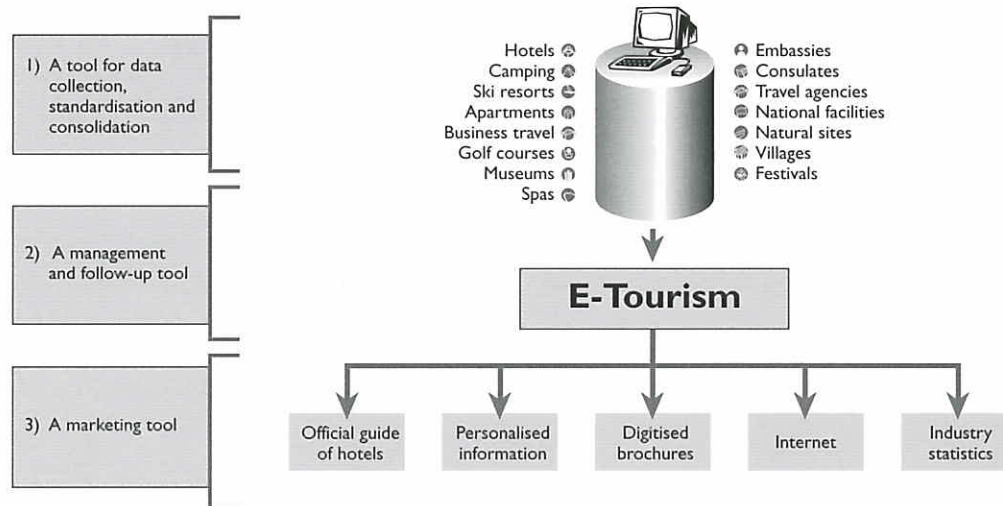 1) A tool for data
collection,
standardisation and
consolidation
2) A management
and follow-up tool
3) A marketing tool
Hotels
Camping
Ski resorts
Apartments
Business travel
Golf courses
Museums
Spas
Embassies
Consulates
Travel agencies
National facilities
Natural sites
Villages
Festivals
E-Tourism
Official guide
of hotels
Personalised
information
Digitised
brochures
Internet
Industry
statistics